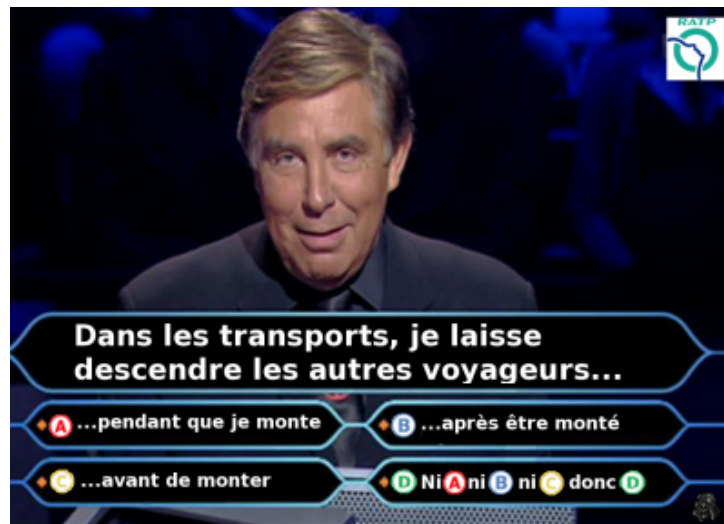 RATP
Dans les transports, je laisse
descendre les autres voyageurs...
A ...pendant que je monte
B ...après être monté
C ...avant de monter
D Ni A ni B ni C donc D